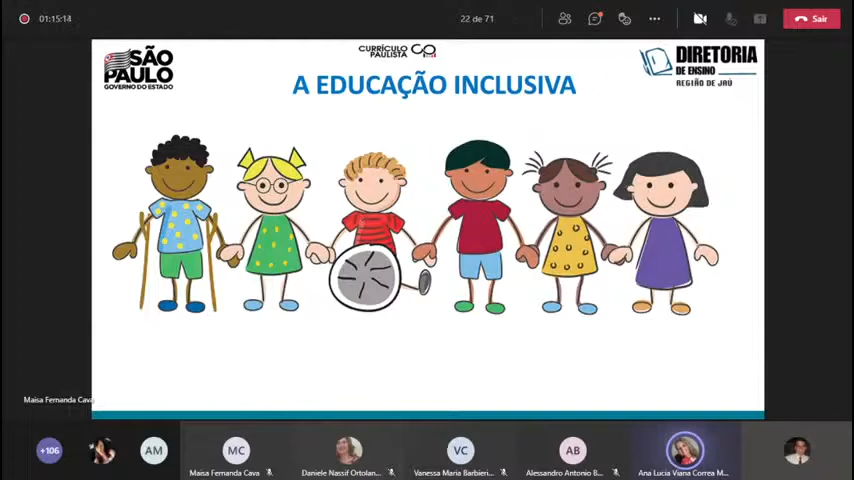 01:15:14
22 de 71
Sair
SÃO
PAULO
GOVERNO DO ESTADO
CURRÍCULO
PAULISTA
DIRETORIA
DE ENSINO
REGIÃO DE JAÚ
A EDUCAÇÃO INCLUSIVA
Maisa Fernanda Cava
+106
AM
MC
VC
AB
Maisa Fernanda Cava
Daniele Nassif Ortolan...
Vanessa Maria Barbieri...
Alessandro Antonio B...
Ana Lucia Viana Correa M...